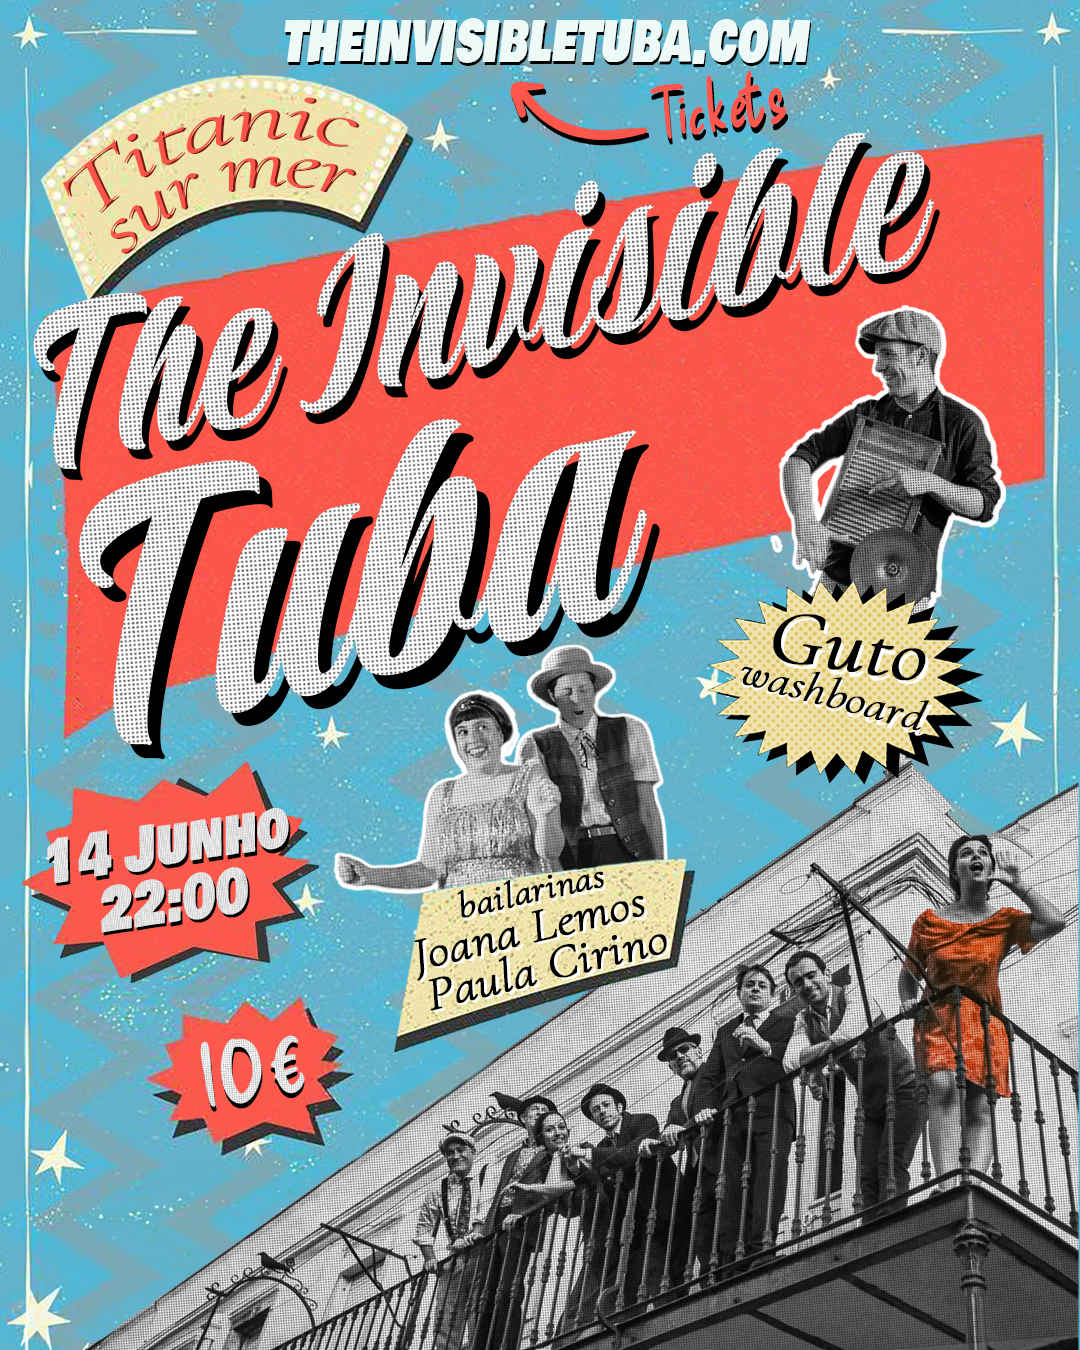 THEINVISIBLETUBA.COM
Tickets
Titanic
sur mer
The Invisible
Tuba
Guto
washboard
14 JUNHO
22:00
bailarinas
Joana Lemos
Paula Cirino
10€